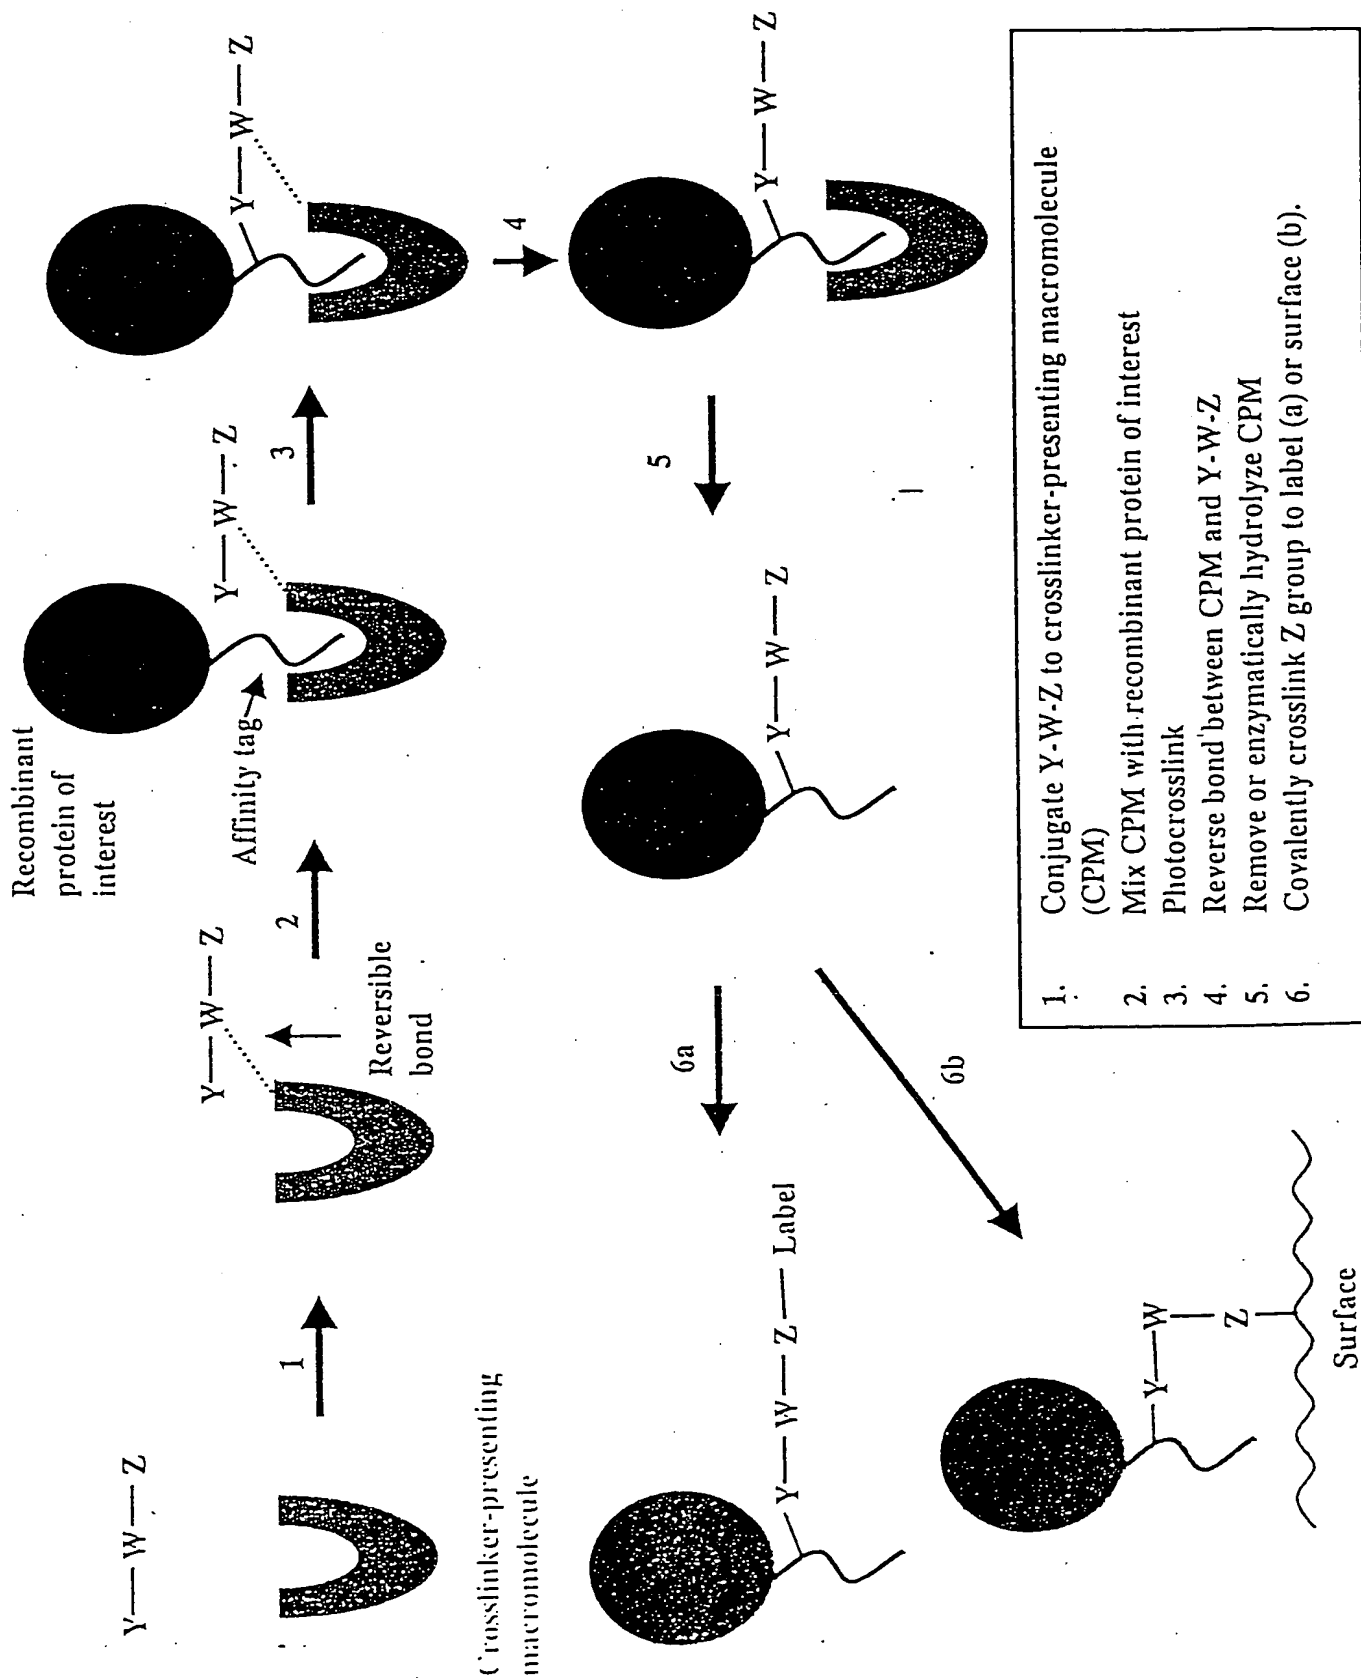 Y—W—Z
Crosslinker-presenting
macromolecule
1
Y—W—Z
Reversible
bond
2
Recombinant
protein of
interest
Affinity tag
Y—W—Z
3
Y—W—Z
4
Y—W—Z
5
Y—W—Z
6a
Y—W—Z—Label
6b
Y—W
Z
Surface
1. Conjugate Y-W-Z to crosslinker-presenting macromolecule
(CPM)
2. Mix CPM with recombinant protein of interest
3. Photocrosslink
4. Reverse bond between CPM and Y-W-Z
5. Remove or enzymatically hydrolyze CPM
6. Covalently crosslink Z group to label (a) or surface (b).